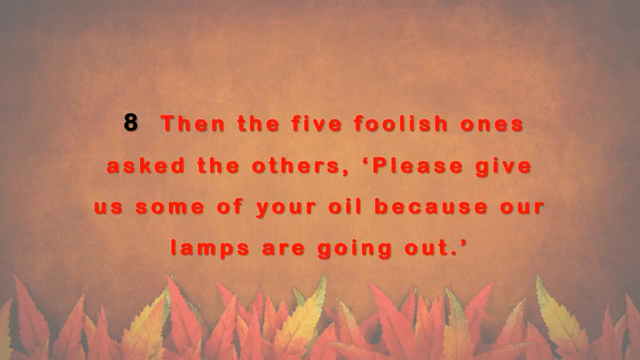 8 Then the five foolish ones
asked the others, ‘Please give
us some of your oil because our
lamps are going out.’